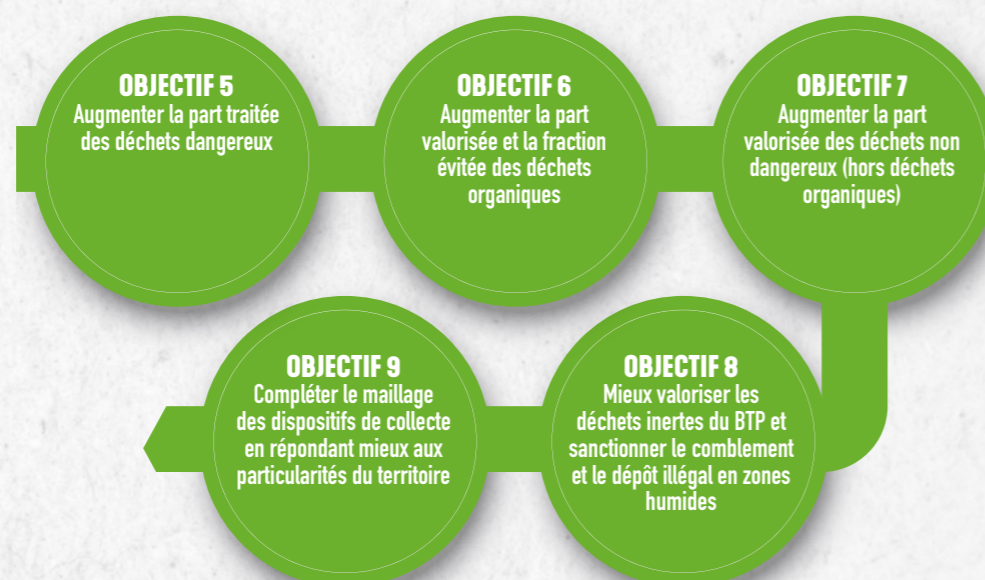 OBJECTIF 5
Augmenter la part traitée
des déchets dangereux
OBJECTIF 6
Augmenter la part
valorisée et la fraction
évitée des déchets
organiques
OBJECTIF 7
Augmenter la part
valorisée des déchets non
dangereux (hors déchets
organiques)
OBJECTIF 8
Mieux valoriser les
déchets inertes du BTP et
sanctionner le comblement
et le dépôt illégal en zones
humides
OBJECTIF 9
Compléter le maillage
des dispositifs de collecte
en répondant mieux aux
particularités du territoire